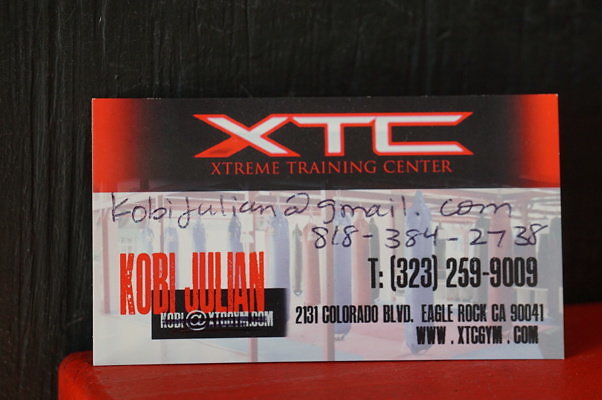 XTC
XTREME TRAINING CENTER
kobijulian@gmail.com
818-384-2738
KOBI JULIAN
KOBI@XTCGYM.COM
T: (323) 259-9009
2131 COLORADO BLVD. EAGLE ROCK CA 90041
WWW.XTCGYM.COM